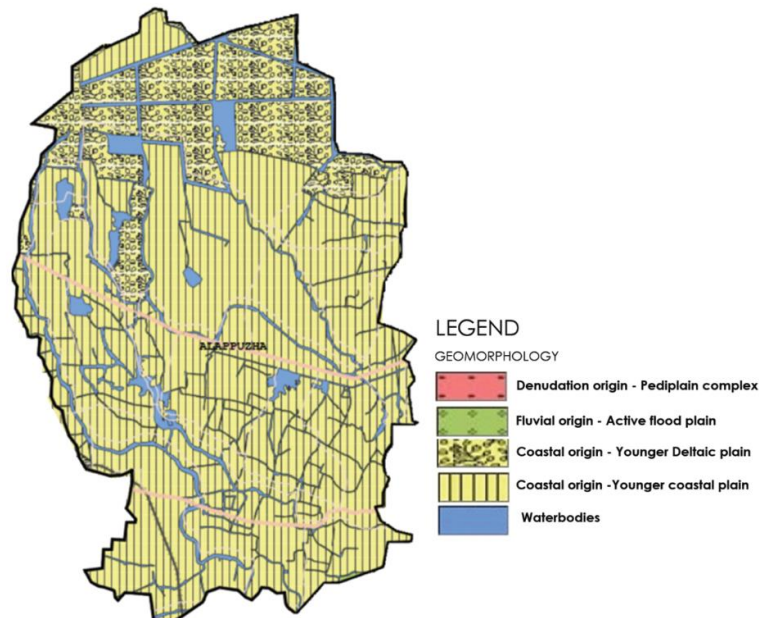 ALAPPUZHA
LEGEND
GEOMORPHOLOGY
Denudation origin - Pediplain complex
Fluvial origin - Active flood plain
Coastal origin - Younger Deltaic plain
Coastal origin -Younger coastal plain
Waterbodies